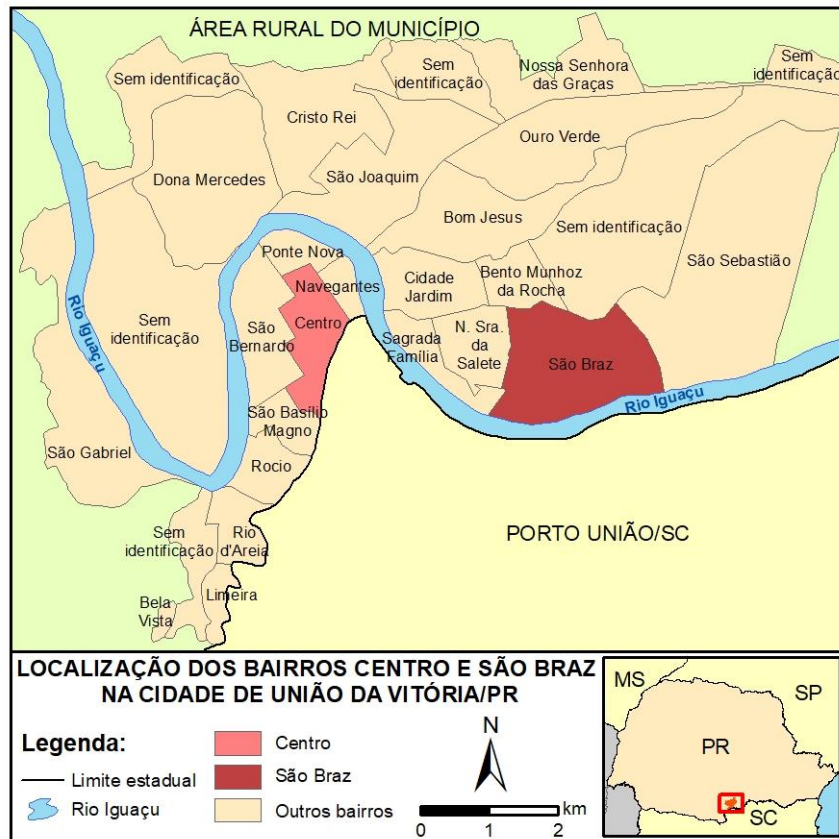 ÁREA RURAL DO MUNICÍPIO
Sem identificação
Sem
identificação
Nossa Senhora
das Graças
Sem
identificação
Cristo Rei
Ouro Verde
Dona Mercedes
São Joaquim
Bom Jesus
Sem
identificação
São Sebastião
Ponte Nova
Navegantes
Cidade
Jardim
Bento Munhoz
da Rocha
Rio Iguaçu
Sem
identificação
São
Bernardo
Centro
Sagrada
Família
N. Sra.
da
Salete
São Braz
Rio Iguaçu
São Gabriel
São Basílio
Magno
Rocio
Sem
identificação
Rio
d'Areia
PORTO UNIÃO/SC
Bela
Vista
Limeira
LOCALIZAÇÃO DOS BAIRROS CENTRO E SÃO BRAZ
NA CIDADE DE UNIÃO DA VITÓRIA/PR
Legenda:
Limite estadual
Rio Iguaçu
Centro
São Braz
Outros bairros
N
km
0 1 2
MS
SP
PR
SC